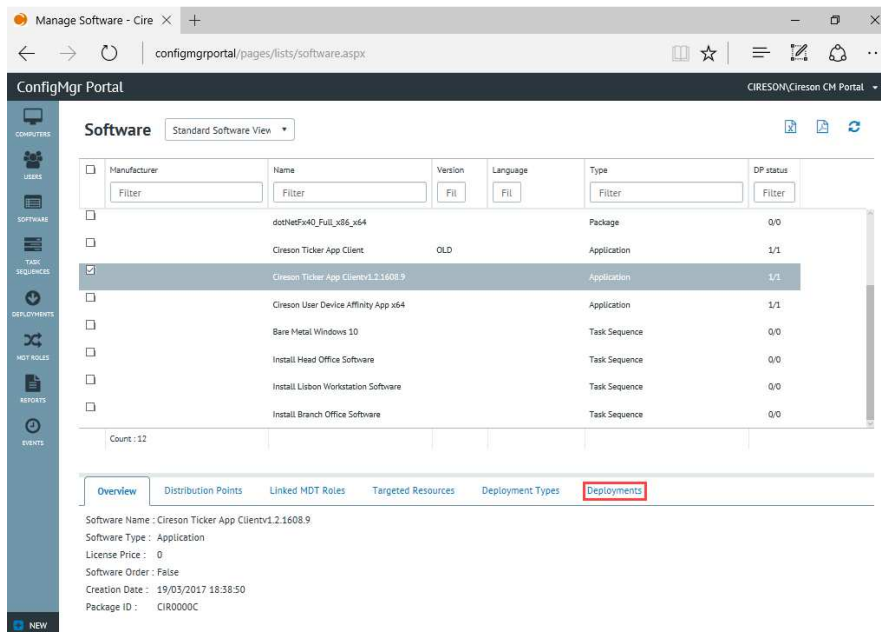 Manage Software - Cire
configmgrportal/pages/lists/software.aspx
ConfigMgr Portal
CIRESON\Cireson CM Portal
COMPUTERS
USERS
SOFTWARE
TASK SEQUENCES
DEPLOYMENTS
MDT ROLES
REPORTS
EVENTS
NEW
Software Standard Software View
Manufacturer Name Version Language Type DP status
Filter Filter Fil Fil Filter Filter
dotNetFx40_Full_x86_x64 Package 0/0
Cireson Ticker App Client OLD Application 1/1
Cireson Ticker App Clientv1.2.1608.9 Application 1/1
Cireson User Device Affinity App x64 Application 1/1
Bare Metal Windows 10 Task Sequence 0/0
Install Head Office Software Task Sequence 0/0
Install Lisbon Workstation Software Task Sequence 0/0
Install Branch Office Software Task Sequence 0/0
Count : 12
Overview Distribution Points Linked MDT Roles Targeted Resources Deployment Types Deployments
Software Name : Cireson Ticker App Clientv1.2.1608.9
Software Type : Application
License Price : 0
Software Order : False
Creation Date : 19/03/2017 18:38:50
Package ID : CIR0000C